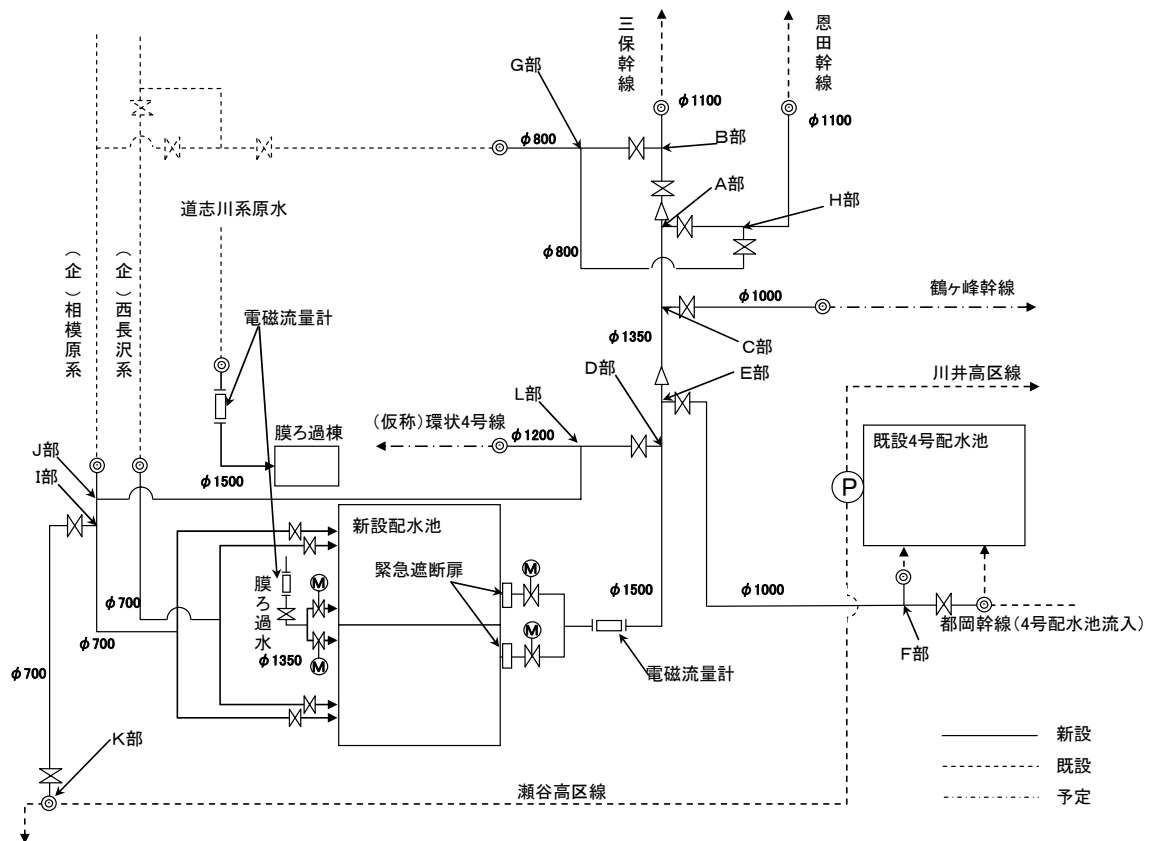 三保幹線
恩田幹線
G部
φ1100
φ1100
φ800
B部
A部
H部
道志川系原水
φ800
(企)相模原系
(企)西長沢系
鶴ヶ峰幹線
φ1000
電磁流量計
φ1350
C部
D部
E部
川井高区線
L部
(仮称)環状4号線
φ1200
膜ろ過棟
既設4号配水池
J部
I部
φ1500
P
新設配水池
緊急遮断扉
M
M
膜ろ過水
φ700
φ1500
φ1000
φ700
M
都岡幹線(4号配水池流入)
φ1350
M
F部
φ700
電磁流量計
K部
新設
瀬谷高区線
既設
予定